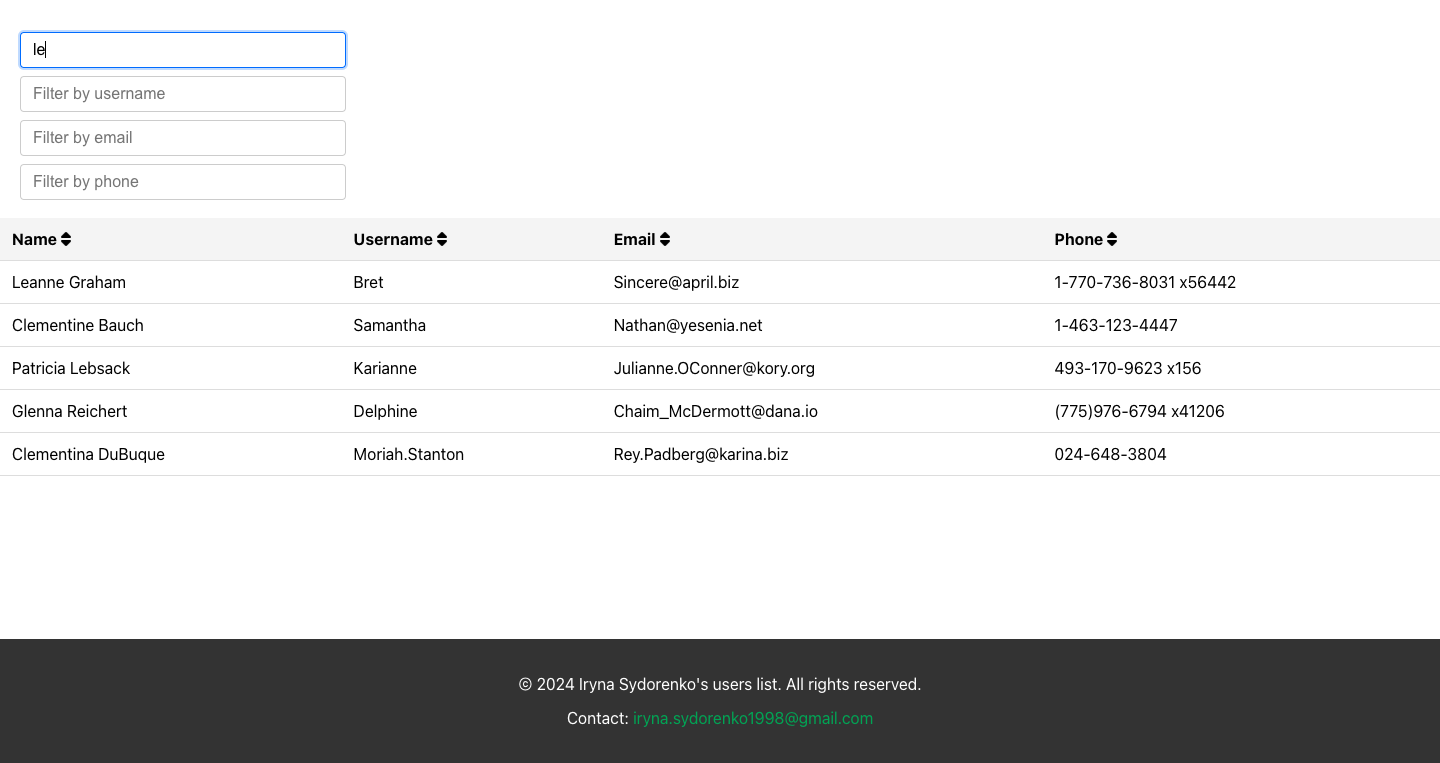 le
Filter by username
Filter by email
Filter by phone
Name Username Email Phone
Leanne Graham Bret Sincere@april.biz 1-770-736-8031 x56442
Clementine Bauch Samantha Nathan@yesenia.net 1-463-123-4447
Patricia Lebsack Karianne Julianne.OConner@kory.org 493-170-9623 x156
Glenna Reichert Delphine Chaim_McDermott@dana.io (775)976-6794 x41206
Clementina DuBuque Moriah.Stanton Rey.Padberg@karina.biz 024-648-3804
© 2024 Iryna Sydorenko's users list. All rights reserved.
Contact: iryna.sydorenko1998@gmail.com